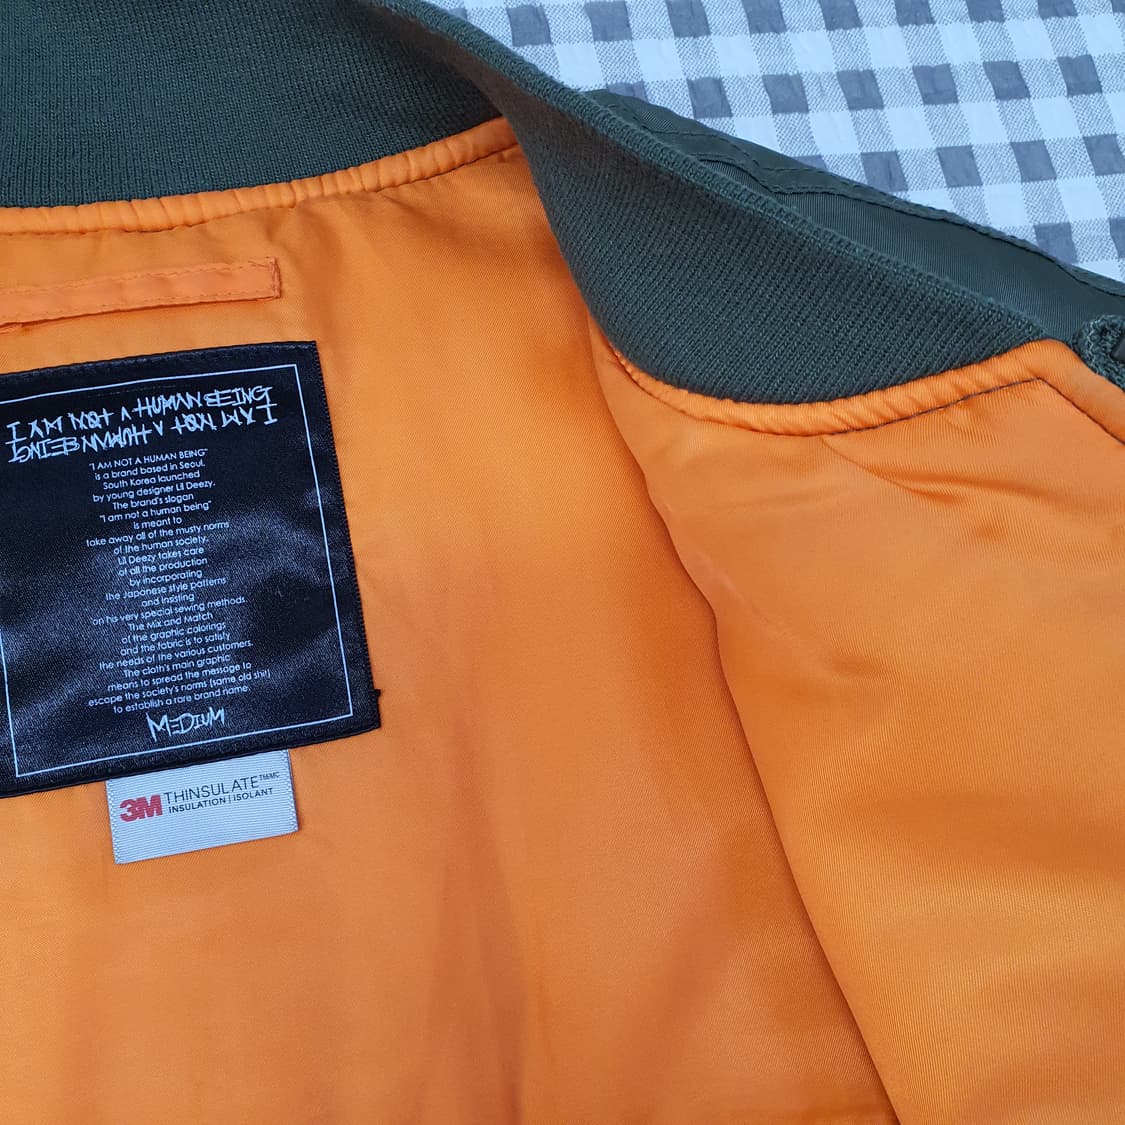 I AM NOT A HUMAN BEING
I AM NOT A HUMAN BEING
"I AM NOT A HUMAN BEING"
is a brand based in Seoul,
South Korea launched
by young designer Lil Deezy.
The brand's slogan
"I am not a human being"
is meant to
take away all of the musty norms
of the human society.
Lil Deezy takes care
of all the production
by incorporating
the Japanese style patterns
and insisting
on his very special sewing methods.
The Mix and Match
of the graphic colorings
and the fabric is to satisfy
the needs of the various customers.
The cloth's main graphic
means to spread the message to
escape the society's norms (same old shit)
to establish a rare brand name.
MEDIUM
3M THINSULATE™/MC
INSULATION | ISOLANT